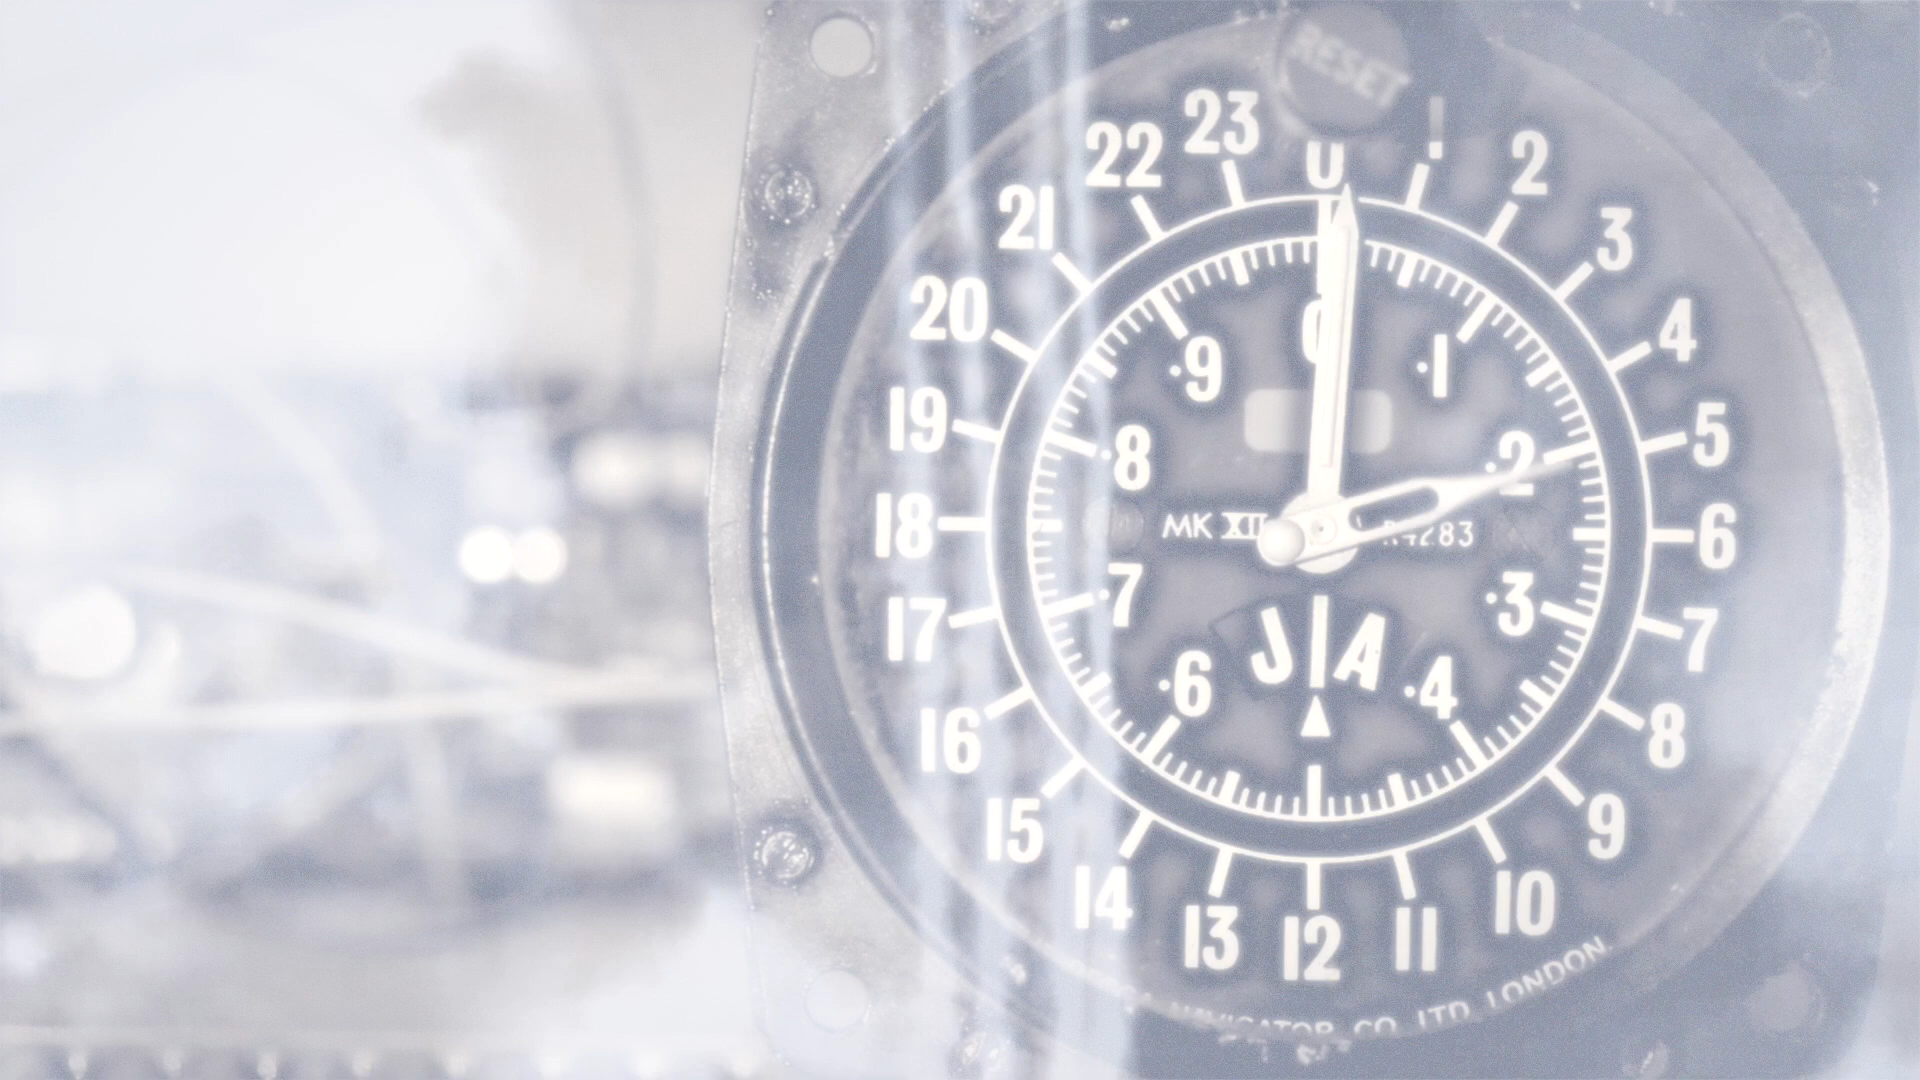 RESET
23 0 1 2
22 3
21 4
20 5
19 6
18 7
17 8
16 9
15 10
14 13 12 11
0 .1
.9 .2
.8 .3
.7 .4
.6
MK XII
J A
NAVIGATOR CO LTD LONDON.